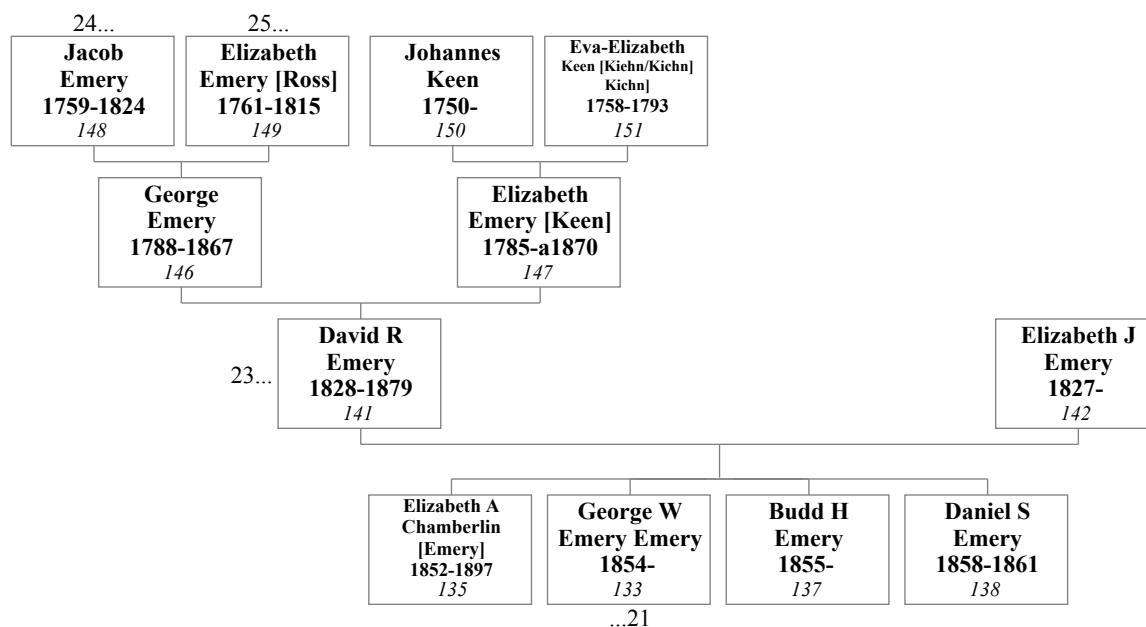 24...
25...
Jacob
Emery
1759-1824
148
Elizabeth
Emery [Ross]
1761-1815
149
Johannes
Keen
1750-
150
Eva-Elizabeth
Keen [Kiehn/Kichn]
Kichn]
1758-1793
151
George
Emery
1788-1867
146
Elizabeth
Emery [Keen]
1785-a1870
147
23...
David R
Emery
1828-1879
141
Elizabeth J
Emery
1827-
142
Elizabeth A
Chamberlin
[Emery]
1852-1897
135
George W
Emery Emery
1854-
133
Budd H
Emery
1855-
137
Daniel S
Emery
1858-1861
138
...21